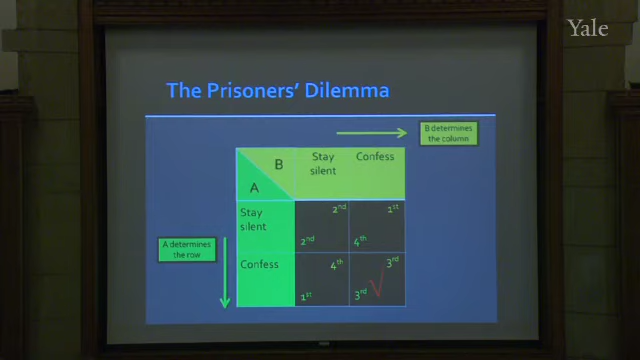 Yale
The Prisoners' Dilemma
B determines
the column
B
A
Stay
silent
Confess
Stay
silent
2nd
2nd
1st
4th
A determines
the row
Confess
4th
1st
3rd
3rd